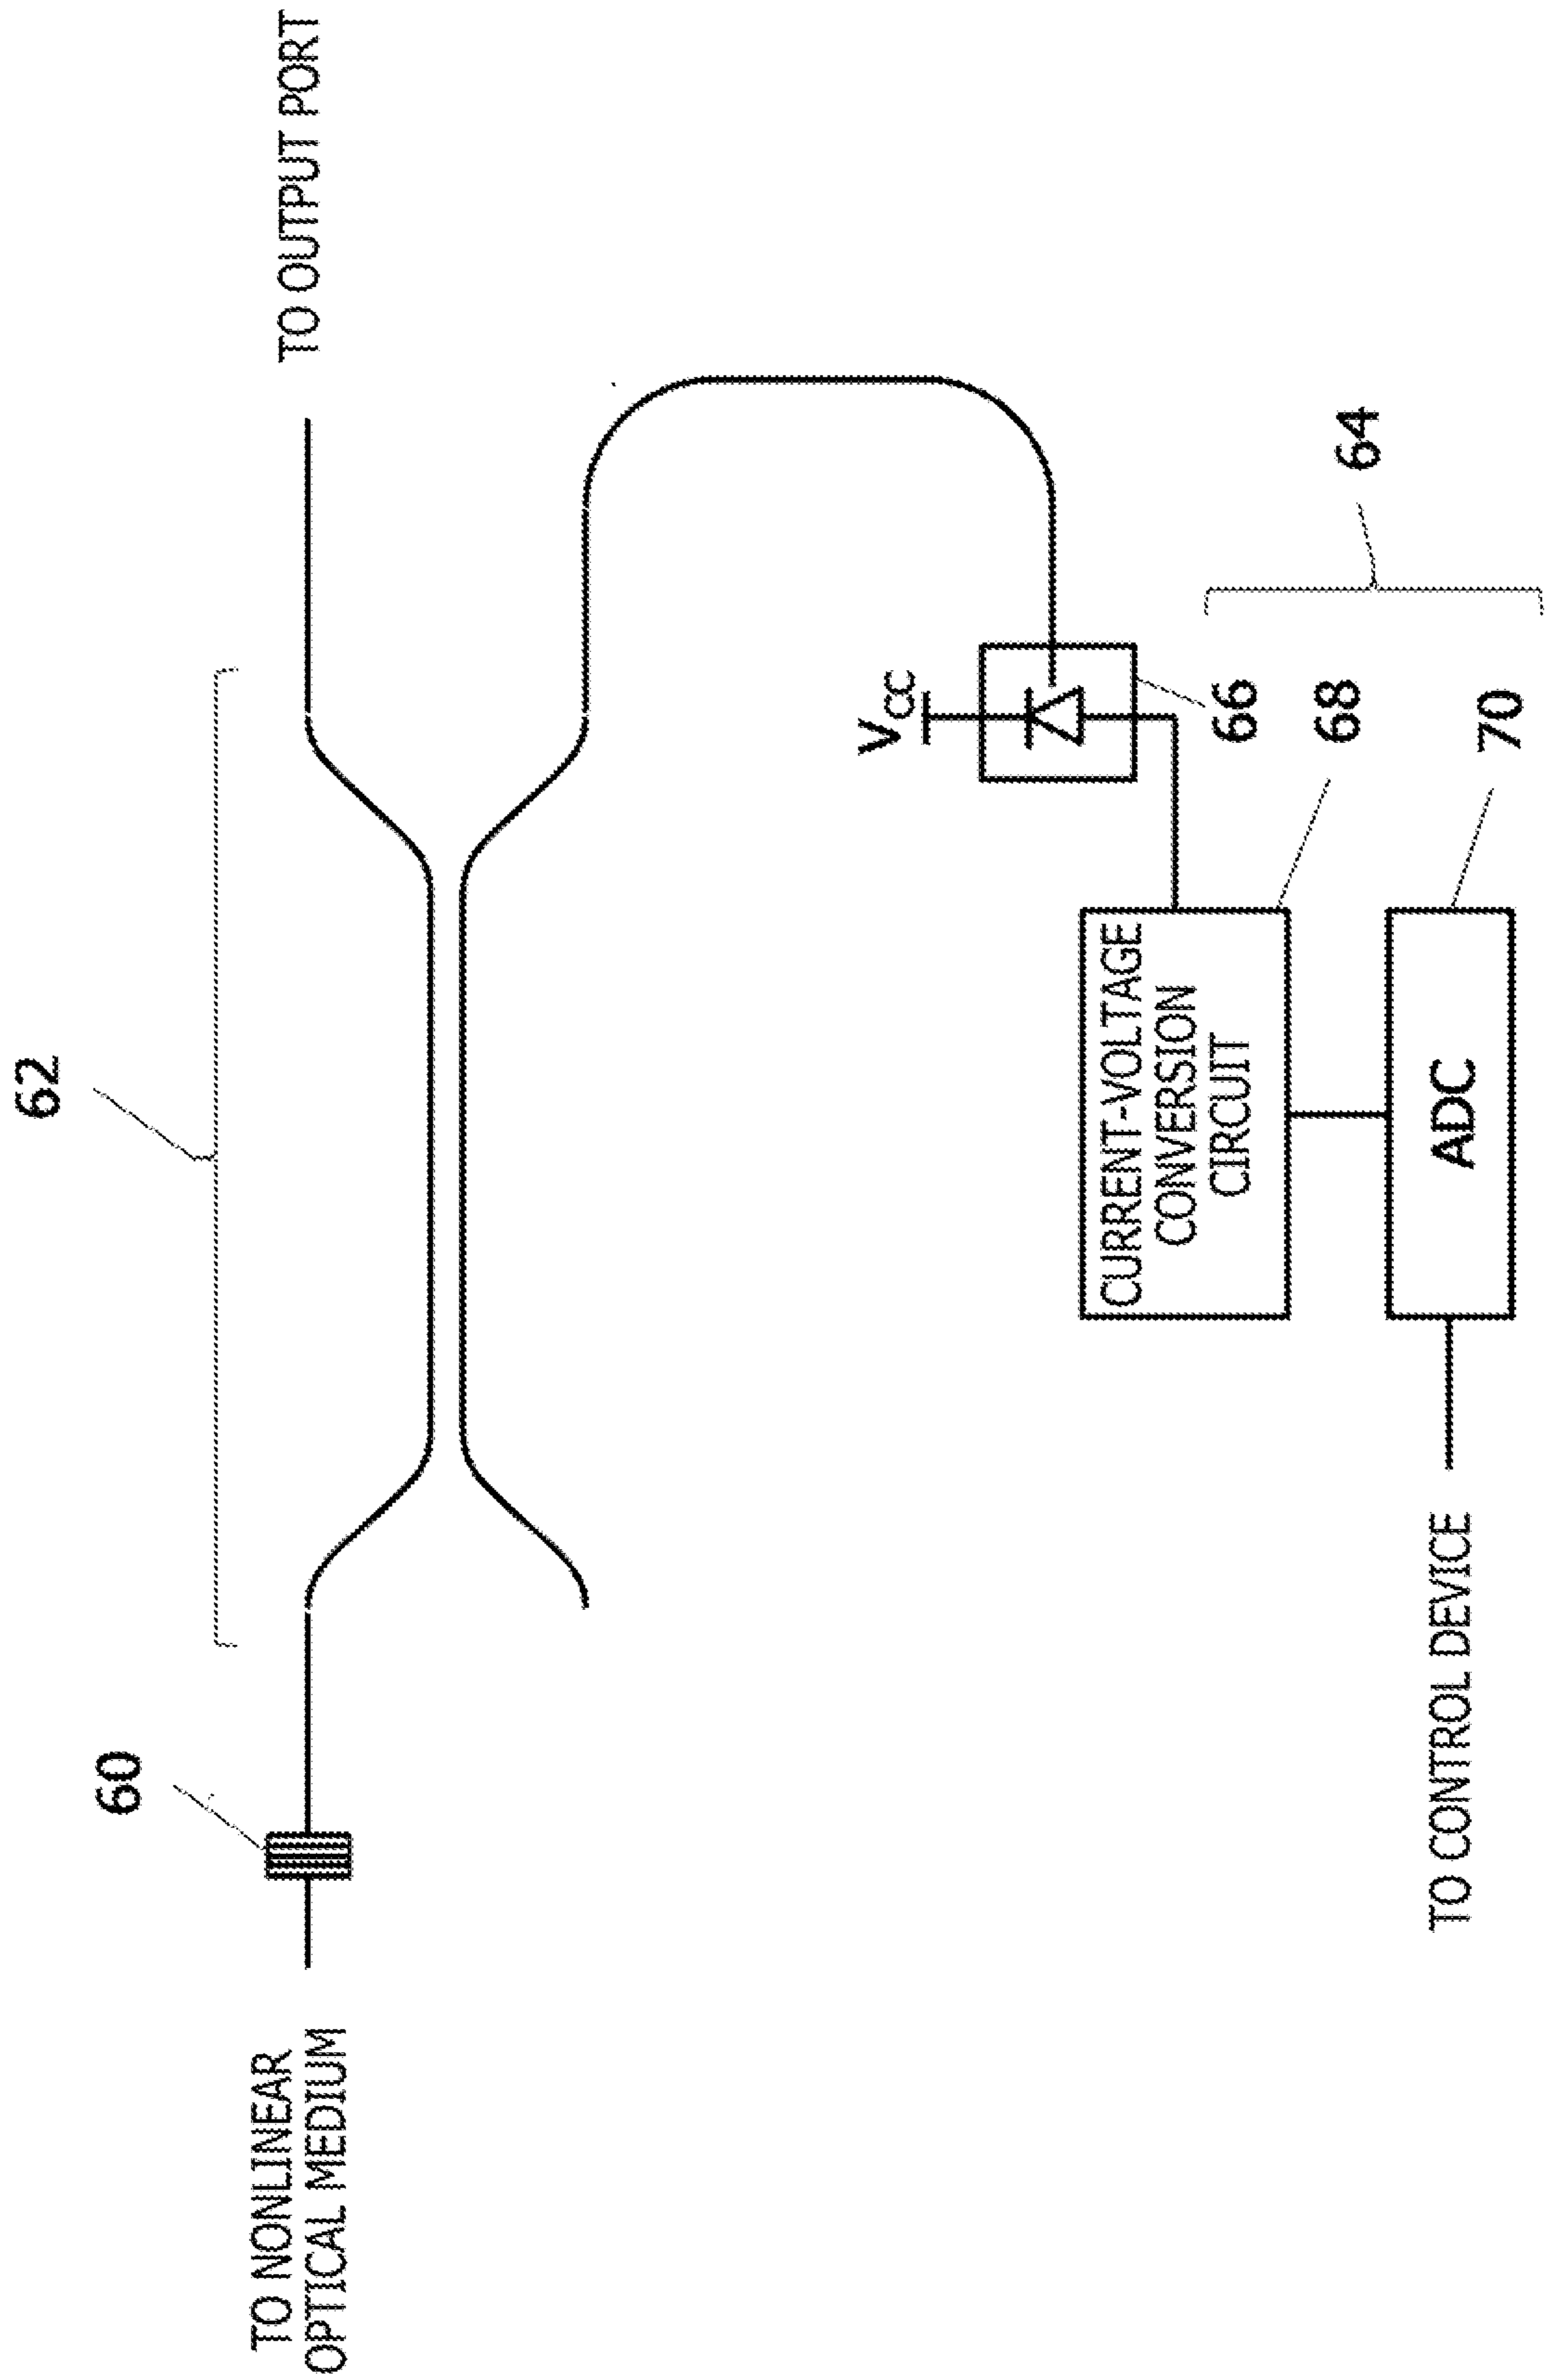 62
60
TO NONLINEAR
OPTICAL MEDIUM
TO OUTPUT PORT
VCC
66
64
68
70
CURRENT-VOLTAGE
CONVERSION
CIRCUIT
ADC
TO CONTROL DEVICE